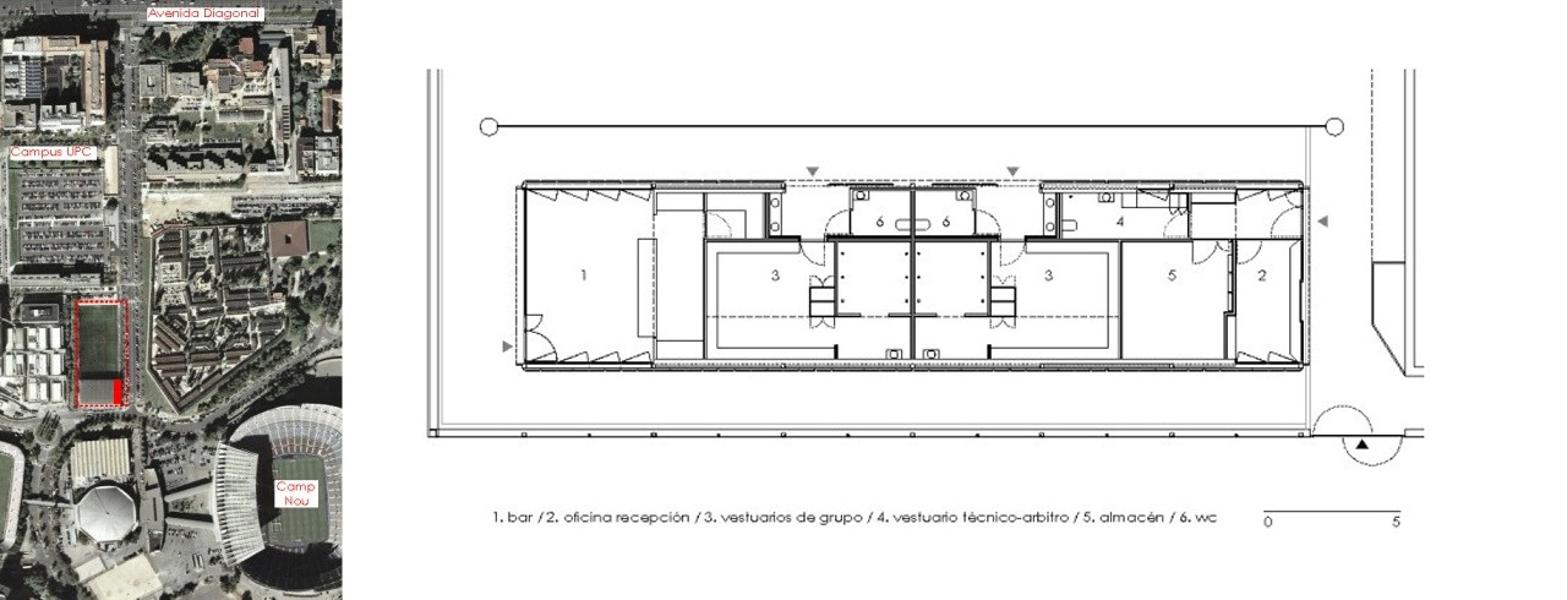 Avenida Diagonal
Campus UPC
Camp
Nou
6 6 4
1 3 3 5 2
1. bar / 2. oficina recepción / 3. vestuarios de grupo / 4. vestuario técnico-arbitro / 5. almacén / 6. wc
0 5